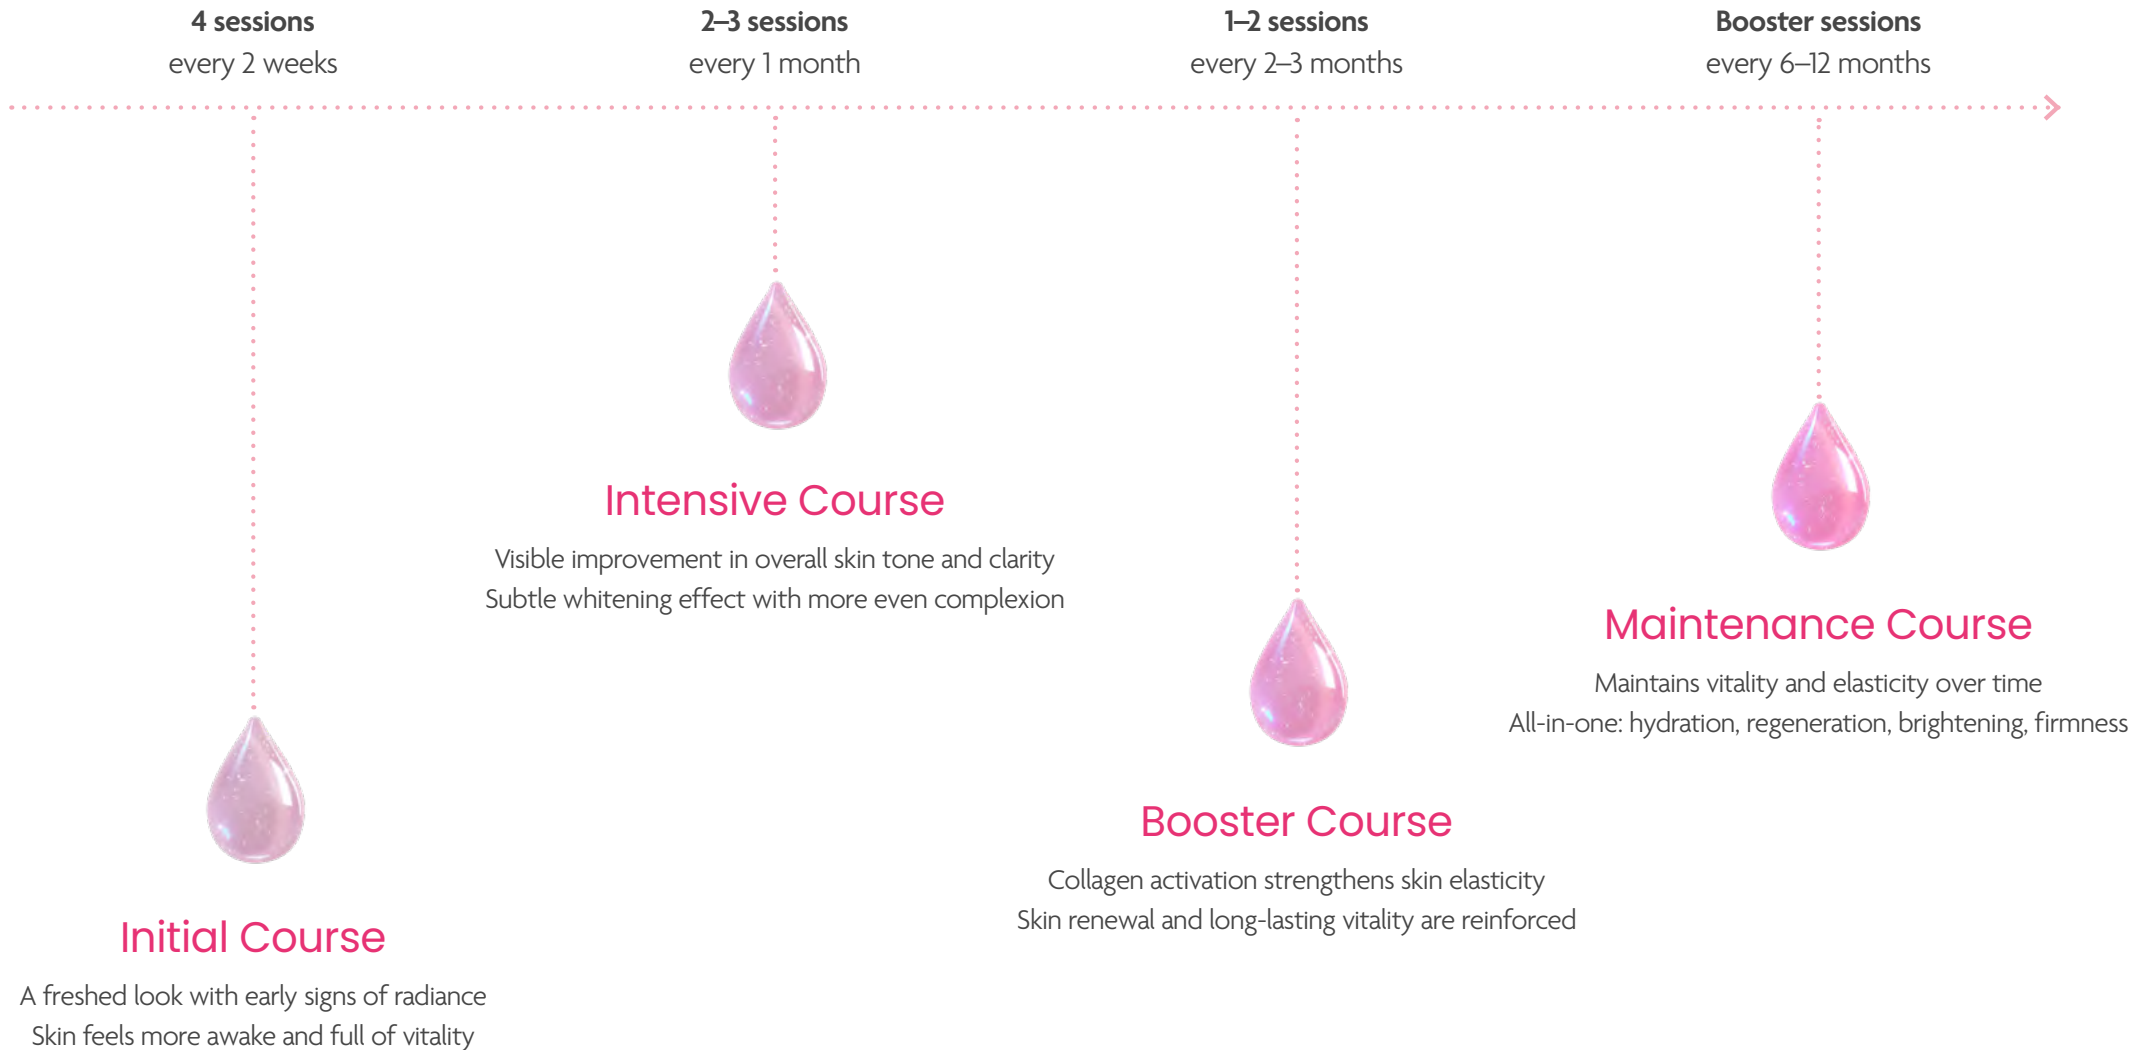 4 sessions
every 2 weeks
2–3 sessions
every 1 month
1–2 sessions
every 2–3 months
Booster sessions
every 6–12 months
Initial Course
A freshed look with early signs of radiance
Skin feels more awake and full of vitality
Intensive Course
Visible improvement in overall skin tone and clarity
Subtle whitening effect with more even complexion
Booster Course
Collagen activation strengthens skin elasticity
Skin renewal and long-lasting vitality are reinforced
Maintenance Course
Maintains vitality and elasticity over time
All-in-one: hydration, regeneration, brightening, firmness